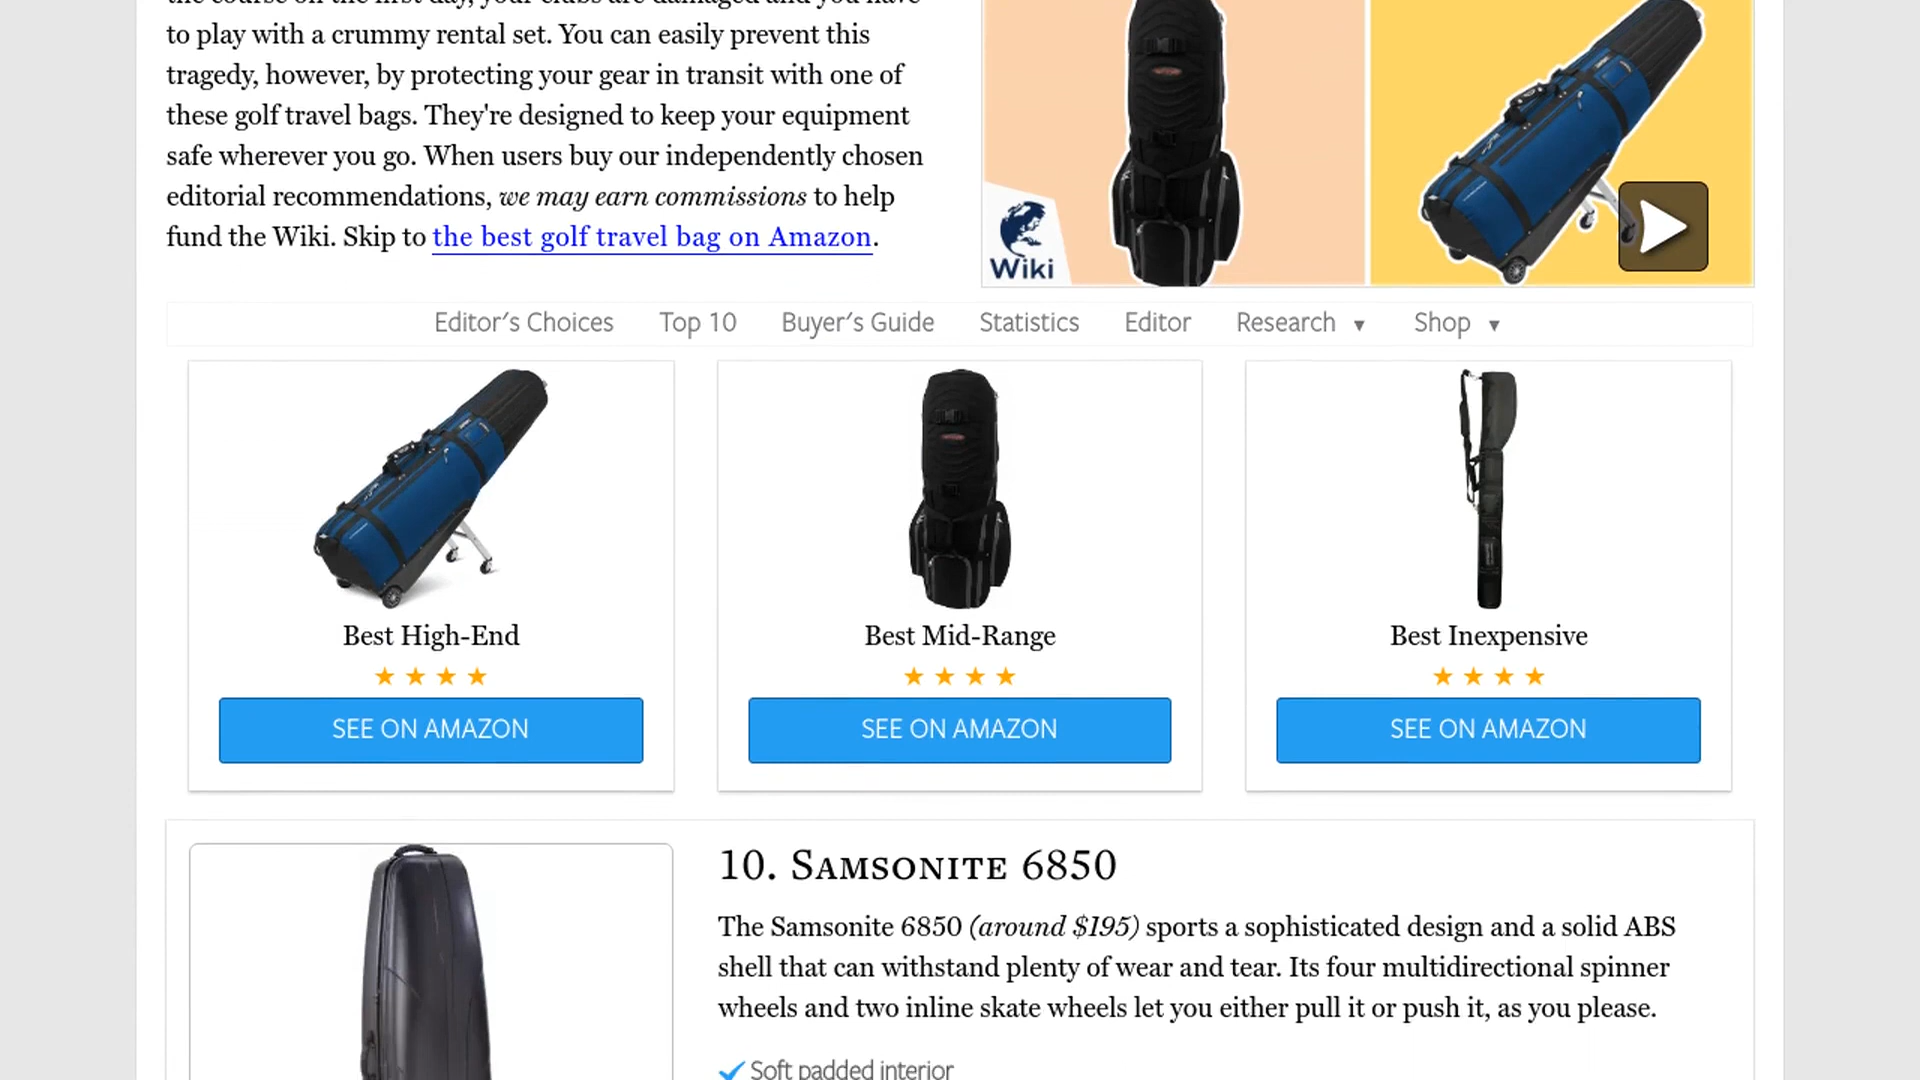 the course on the first day, your clubs are damaged and you have
to play with a crummy rental set. You can easily prevent this
tragedy, however, by protecting your gear in transit with one of
these golf travel bags. They're designed to keep your equipment
safe wherever you go. When users buy our independently chosen
editorial recommendations, we may earn commissions to help
fund the Wiki. Skip to the best golf travel bag on Amazon.
Wiki
Editor's Choices Top 10 Buyer's Guide Statistics Editor Research ▼ Shop ▼
Best High-End
★ ★ ★ ★
SEE ON AMAZON
Best Mid-Range
★ ★ ★ ★
SEE ON AMAZON
Best Inexpensive
★ ★ ★ ★
SEE ON AMAZON
10. SAMSONITE 6850
The Samsonite 6850 (around $195) sports a sophisticated design and a solid ABS
shell that can withstand plenty of wear and tear. Its four multidirectional spinner
wheels and two inline skate wheels let you either pull it or push it, as you please.
Soft padded interior